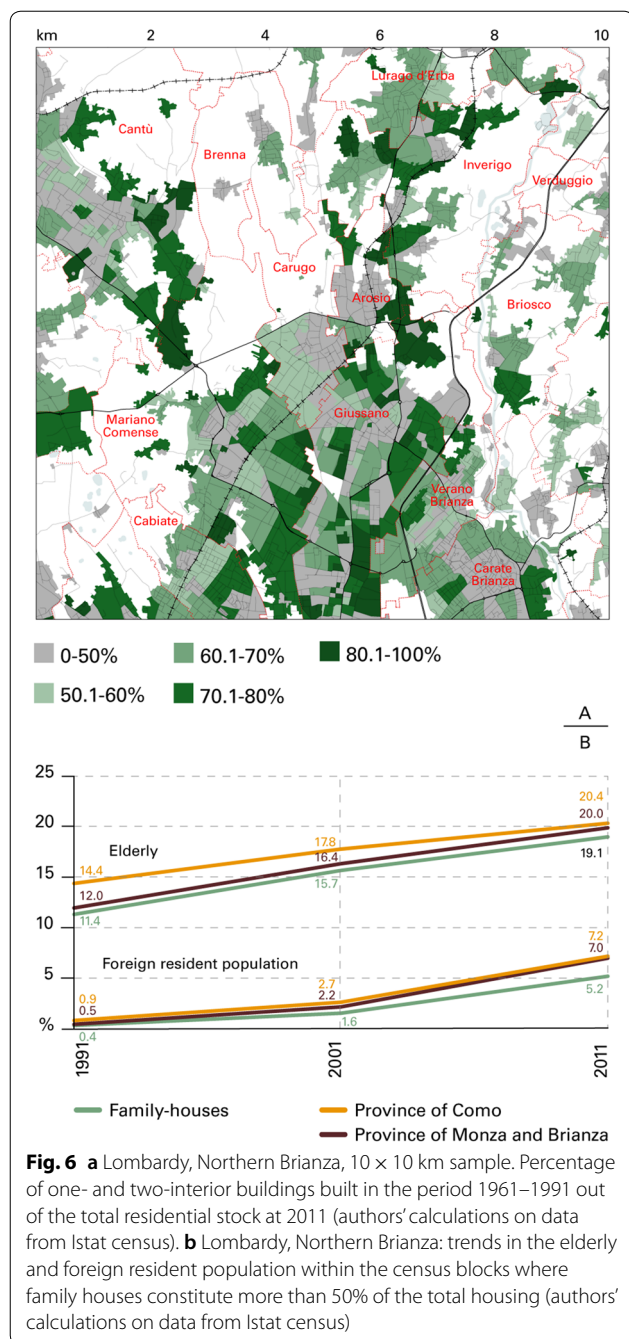 km 2 4 6 8 10
Lurago d'Erba
Cantù
Brenna
Inverigo
Verduggio
Carugo
Arosio
Briosco
Giussano
Mariano
Comense
Verano
Brianza
Cabiate
Carate
Brianza
0-50% 60.1-70% 80.1-100%
50.1-60% 70.1-80%
A
B
25
20.4
20
20.0
17.8
Elderly
16.4
19.1
14.4
15
15.7
12.0
11.4
10
Foreign resident population
7.2
7.0
5
2.7
5.2
0.9
2.2
0.5
% 0.4
1.6
1991 2001 2011
Family-houses Province of Como
Province of Monza and Brianza
Fig. 6 a Lombardy, Northern Brianza, 10 × 10 km sample. Percentage
of one- and two-interior buildings built in the period 1961–1991 out
of the total residential stock at 2011 (authors' calculations on data
from Istat census). b Lombardy, Northern Brianza: trends in the elderly
and foreign resident population within the census blocks where
family houses constitute more than 50% of the total housing (authors'
calculations on data from Istat census)